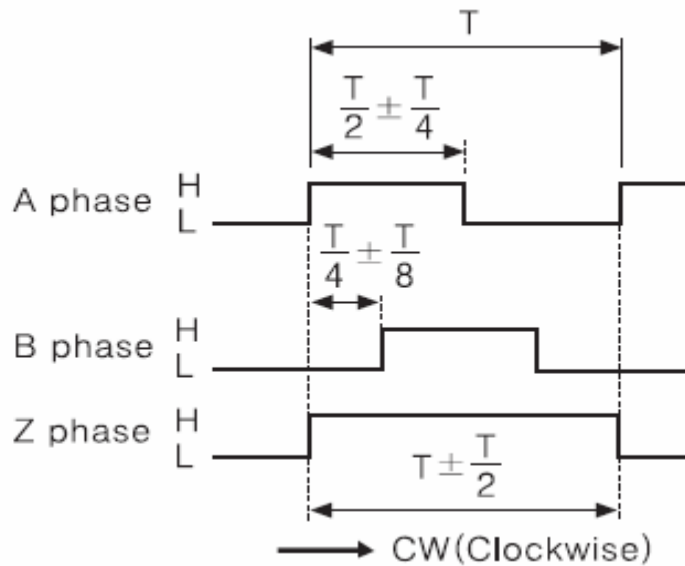 T
T/2 ± T/4
A phase H
L
T/4 ± T/8
B phase H
L
Z phase H
L
T ± T/2
CW(Clockwise)